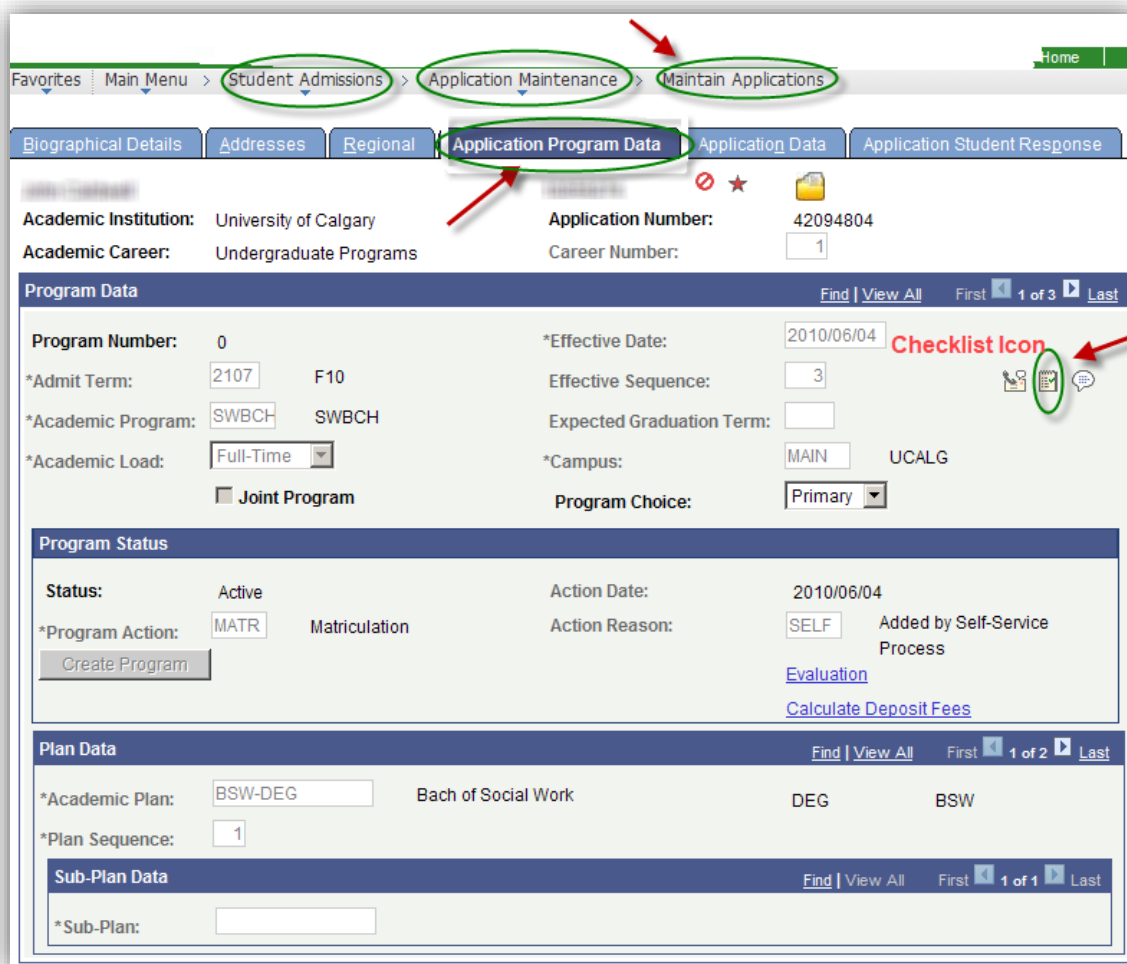 Home
Favorites Main Menu > Student Admissions > Application Maintenance > Maintain Applications
Biographical Details Addresses Regional Application Program Data Application Data Application Student Response
Academic Institution: University of Calgary Application Number: 42094804
Academic Career: Undergraduate Programs Career Number: 1
Program Data Find | View All First 1 of 3 Last
Program Number: 0 *Effective Date: 2010/06/04 Checklist Icon
*Admit Term: 2107 F10 Effective Sequence: 3
*Academic Program: SWBCH SWBCH Expected Graduation Term:
*Academic Load: Full-Time *Campus: MAIN UCALG
Joint Program Program Choice: Primary
Program Status
Status: Active Action Date: 2010/06/04
*Program Action: MATR Matriculation Action Reason: SELF Added by Self-Service
Process
Create Program Evaluation
Calculate Deposit Fees
Plan Data Find | View All First 1 of 2 Last
*Academic Plan: BSW-DEG Bach of Social Work DEG BSW
*Plan Sequence: 1
Sub-Plan Data Find | View All First 1 of 1 Last
*Sub-Plan: